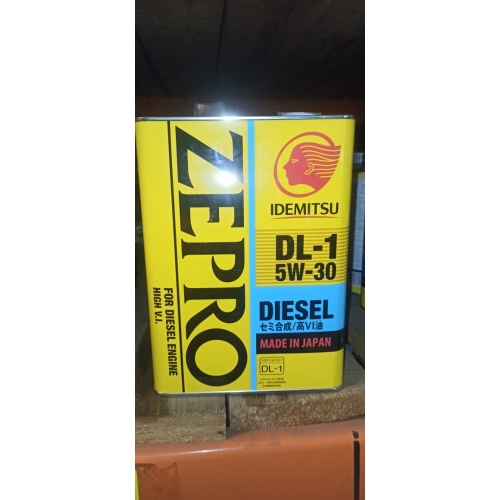 ZEPRO
FOR DIESEL ENGINE
HIGH V.I.
IDEMITSU
DL-1
5W-30
DIESEL
セミ合成/高VI油
MADE IN JAPAN
DL-1